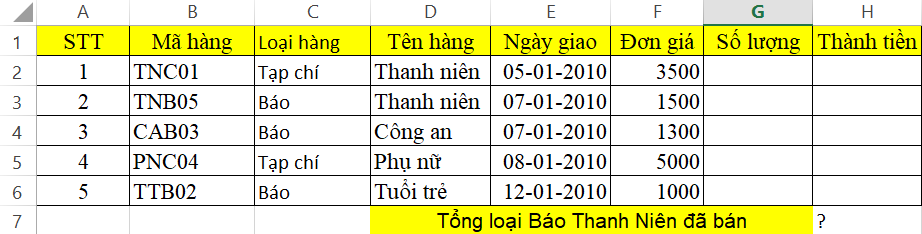 A B C D E F G H
1 STT Mã hàng Loại hàng Tên hàng Ngày giao Đơn giá Số lượng Thành tiền
2 1 TNC01 Tạp chí Thanh niên 05-01-2010 3500
3 2 TNB05 Báo Thanh niên 07-01-2010 1500
4 3 CAB03 Báo Công an 07-01-2010 1300
5 4 PNC04 Tạp chí Phụ nữ 08-01-2010 5000
6 5 TTB02 Báo Tuổi trẻ 12-01-2010 1000
7 Tổng loại Báo Thanh Niên đã bán ?